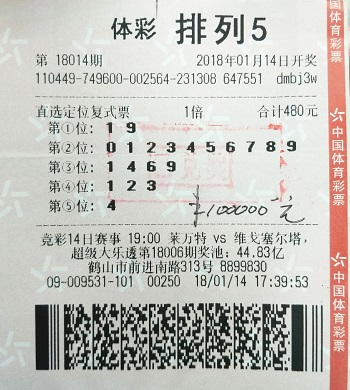 体彩 排列5
第 18014期 2018年01月14日开奖
110449-749600-002564-231308 647551 dmbj3w
直选定位复式票 1倍 合计480元
第①位: 1 9
第②位: 0 1 2 3 4 5 6 7 8 9
第③位: 1 4 6 9
第④位: 1 2 3
第⑤位: 4
¥100000元
竞彩14日赛事 19:00 莱万特 vs 维戈塞尔塔,
超级大乐透第18006期奖池: 44.83亿
鹤山市前进南路313号 8899830
09-009531-101 00250 18/01/14 17:39:53
中国体育彩票
中国体育彩票
中国体育彩票